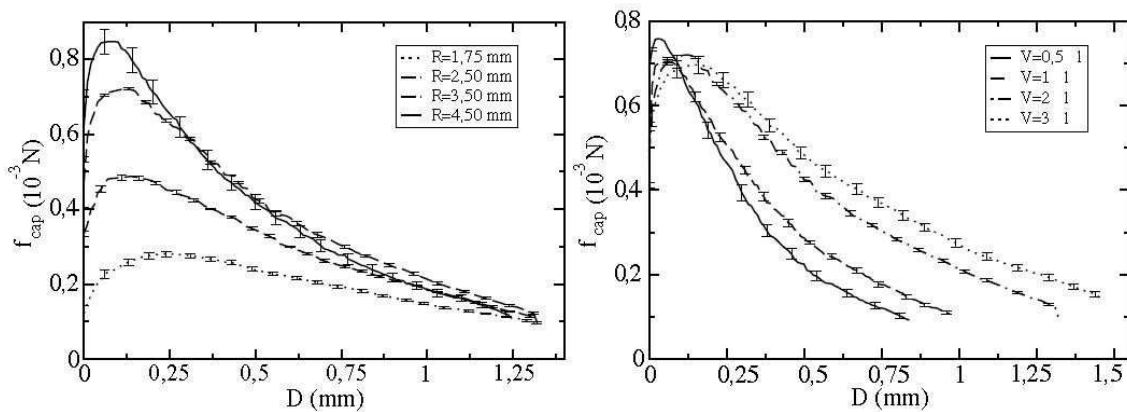 0,8
0,6
0,4
0,2
0
f_cap (10^-3 N)
R=1,75 mm
R=2,50 mm
R=3,50 mm
R=4,50 mm
0 0,25 0,5 0,75 1 1,25
D (mm)
0,8
0,6
0,4
0,2
0
f_cap (10^-3 N)
V=0,5 l
V=1 l
V=2 l
V=3 l
0 0,25 0,5 0,75 1 1,25 1,5
D (mm)